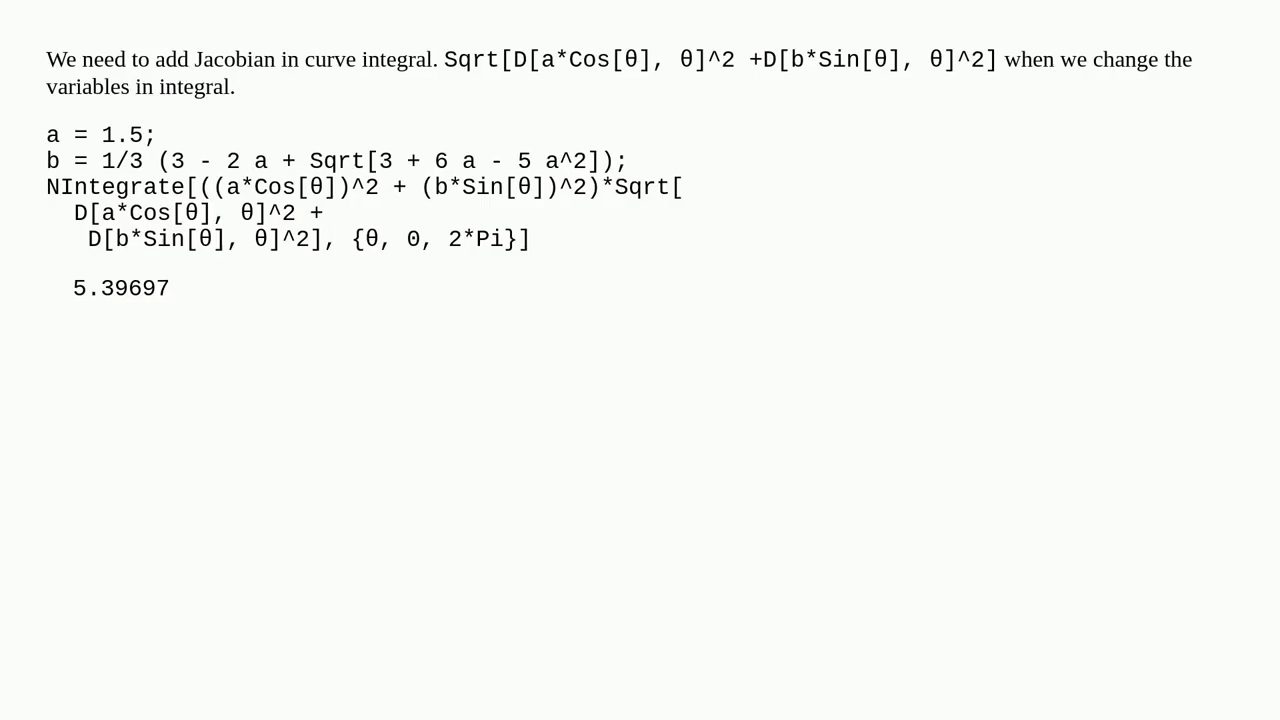 We need to add Jacobian in curve integral. Sqrt[D[a*Cos[θ], θ]^2 +D[b*Sin[θ], θ]^2] when we change the
variables in integral.
a = 1.5;
b = 1/3 (3 - 2 a + Sqrt[3 + 6 a - 5 a^2]);
NIntegrate[((a*Cos[θ])^2 + (b*Sin[θ])^2)*Sqrt[
D[a*Cos[θ], θ]^2 +
D[b*Sin[θ], θ]^2], {θ, 0, 2*Pi}]
5.39697